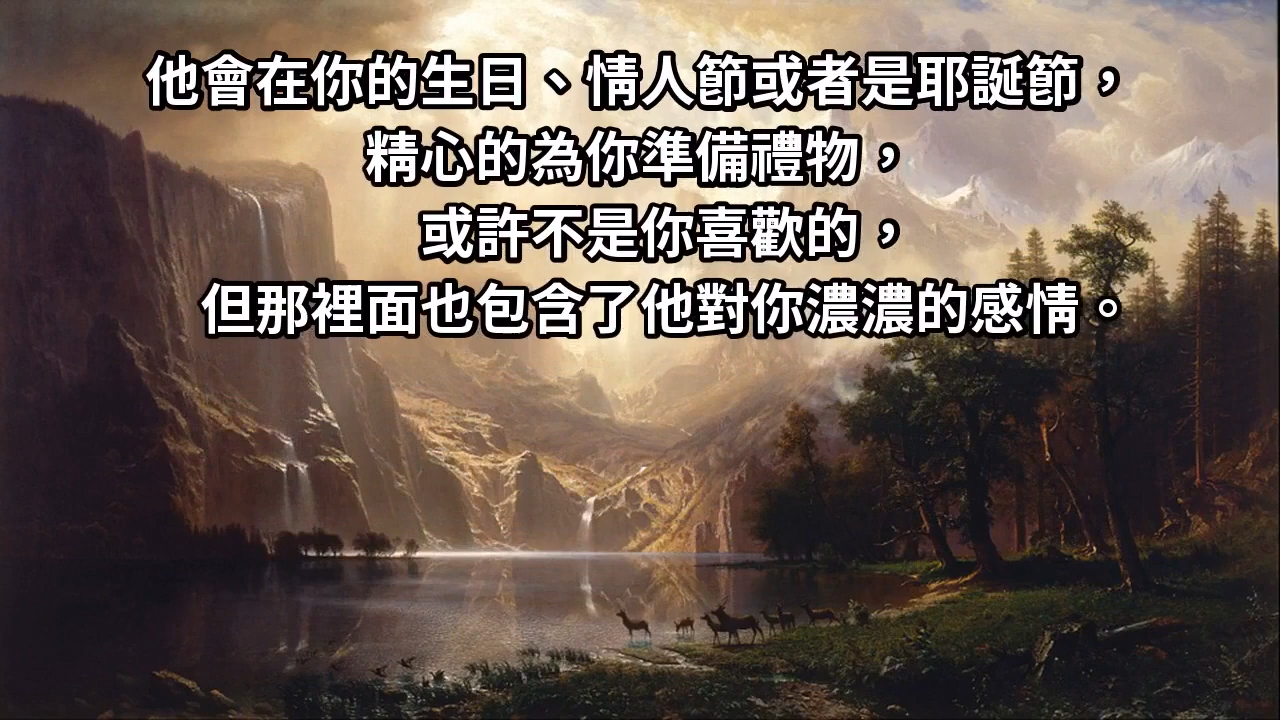 他會在你的生日、情人節或者是耶誕節，
精心的為你準備禮物，
或許不是你喜歡的，
但那裡面也包含了他對你濃濃的感情。